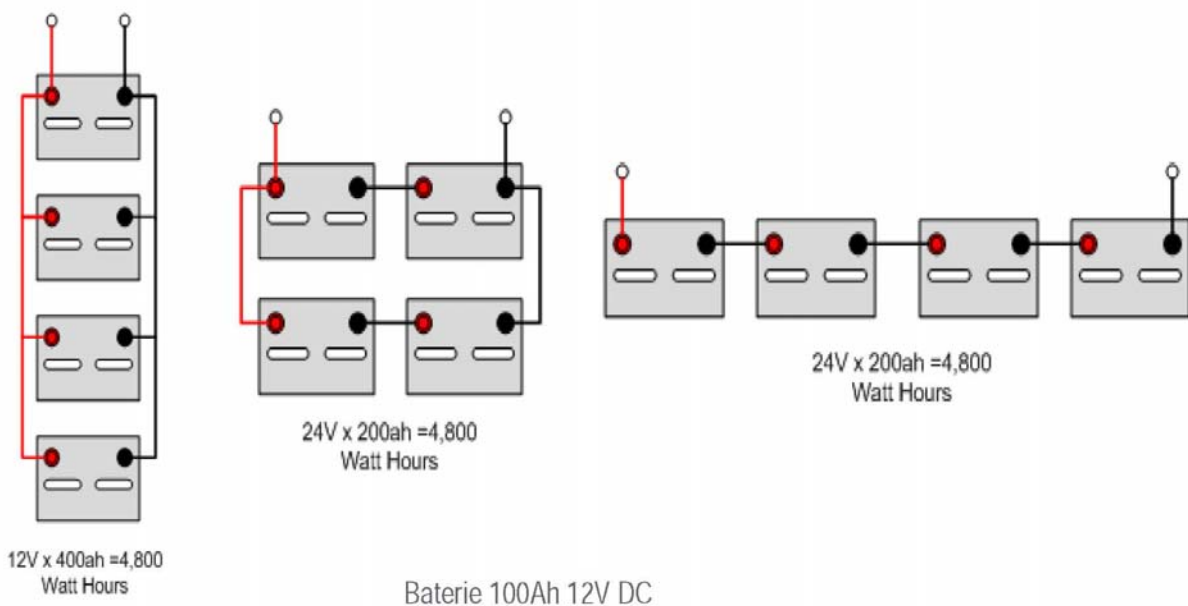 12V x 400ah =4,800
Watt Hours
24V x 200ah =4,800
Watt Hours
24V x 200ah =4,800
Watt Hours
Baterie 100Ah 12V DC